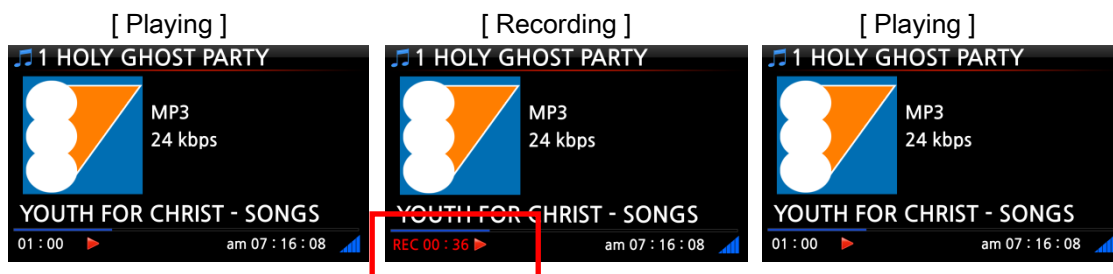 [ Playing ]
1 HOLY GHOST PARTY
MP3
24 kbps
YOUTH FOR CHRIST - SONGS
01 : 00 am 07 : 16 : 08
[ Recording ]
1 HOLY GHOST PARTY
MP3
24 kbps
YOUTH FOR CHRIST - SONGS
REC 00 : 36 am 07 : 16 : 08
[ Playing ]
1 HOLY GHOST PARTY
MP3
24 kbps
YOUTH FOR CHRIST - SONGS
01 : 00 am 07 : 16 : 08